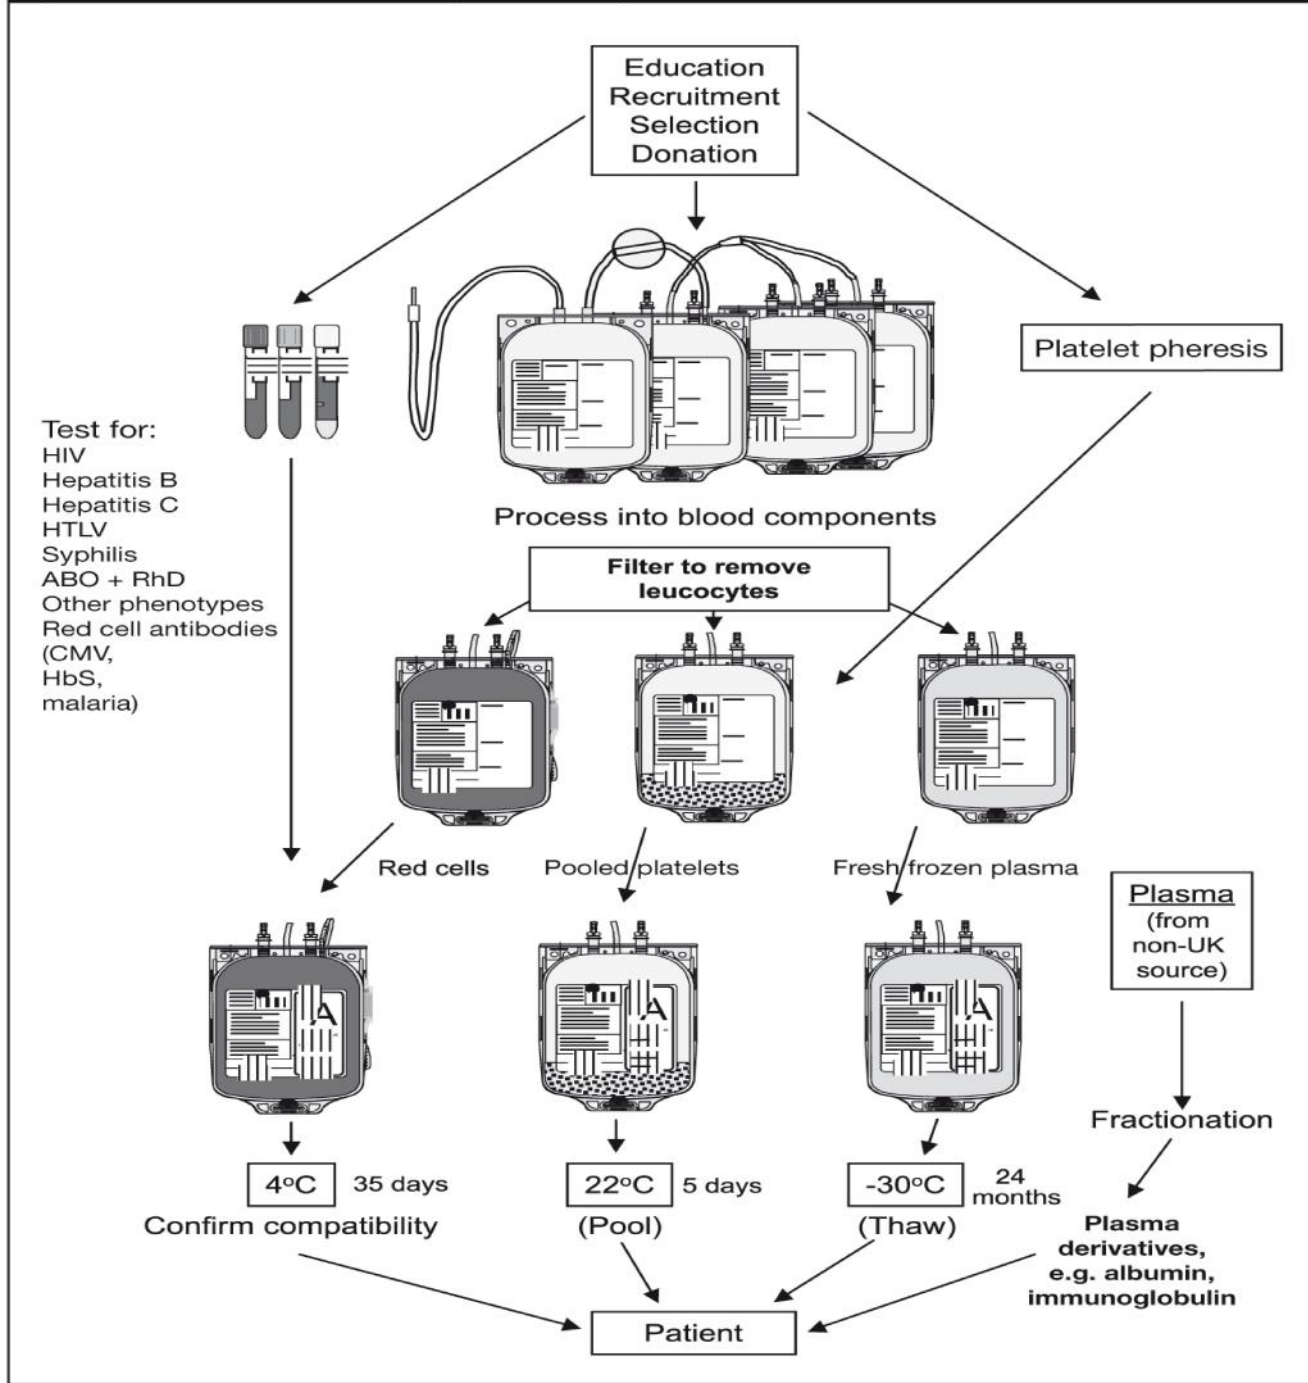 Education
Recruitment
Selection
Donation
Platelet pheresis
Test for:
HIV
Hepatitis B
Hepatitis C
HTLV
Syphilis
ABO + RhD
Other phenotypes
Red cell antibodies
(CMV,
HbS,
malaria)
Process into blood components
Filter to remove
leucocytes
Red cells
Pooled platelets
Fresh frozen plasma
Plasma
(from
non-UK
source)
A
A
A
Fractionation
4°C 35 days
Confirm compatibility
22°C 5 days
(Pool)
-30°C 24
months
(Thaw)
Plasma
derivatives,
e.g. albumin,
immunoglobulin
Patient